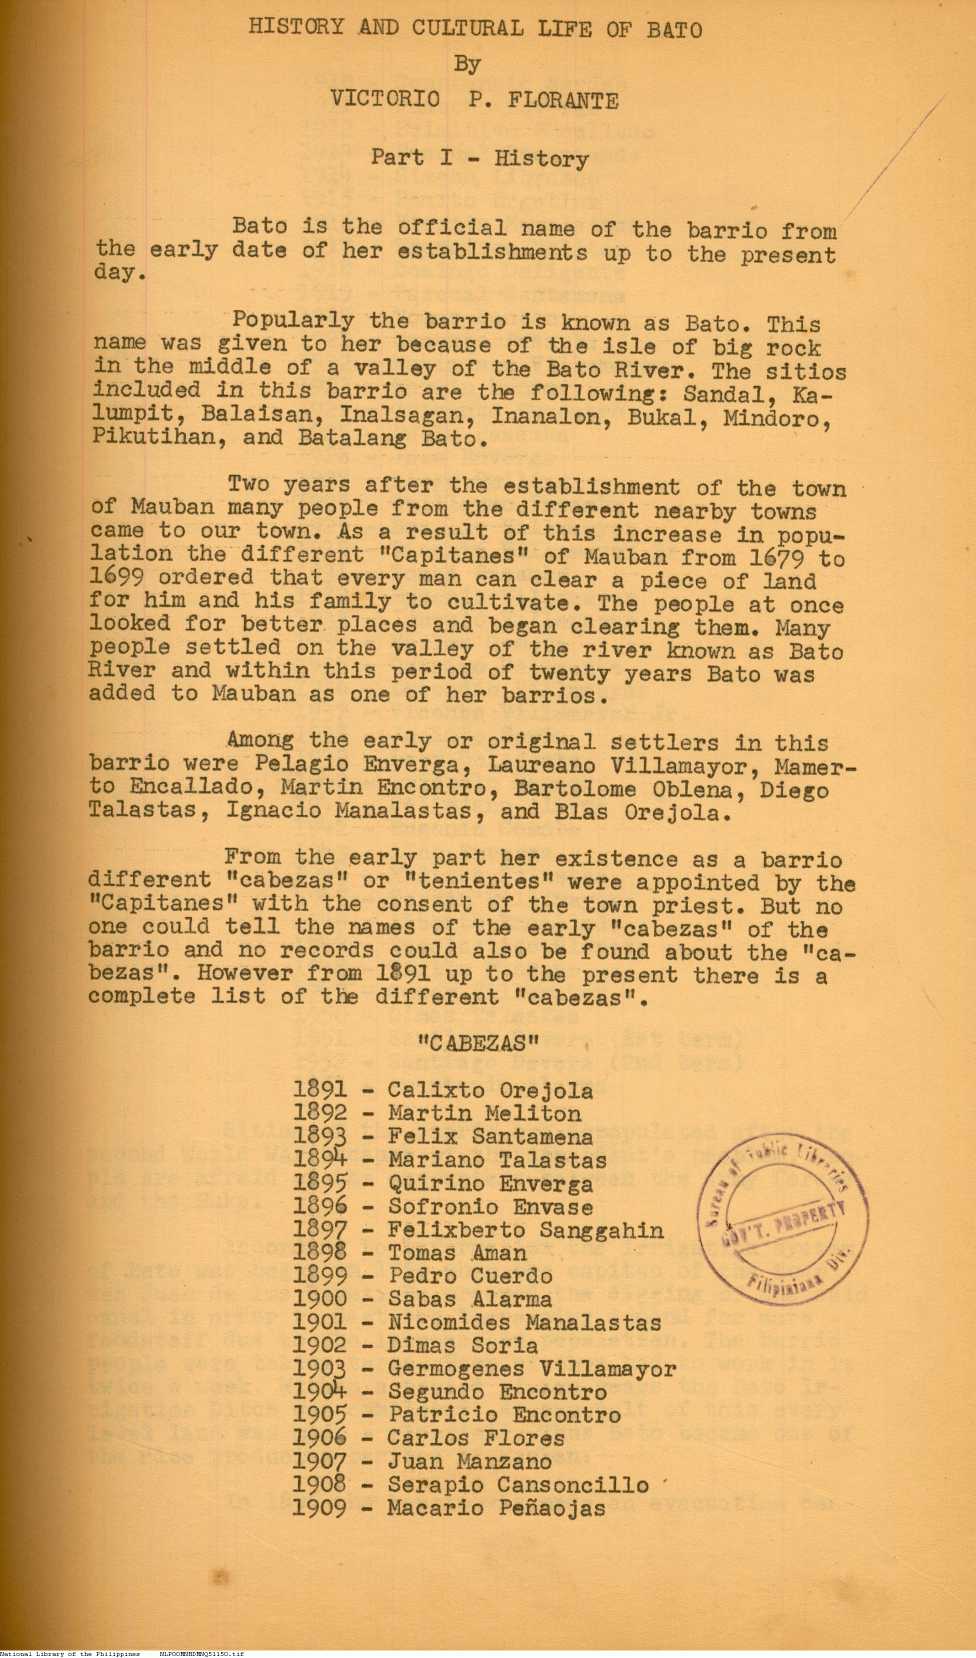 HISTORY AND CULTURAL LIFE OF BATO
By
VICTORIO P. FLORANTE
Part I - History
Bato is the official name of the barrio from
the early date of her establishments up to the present
day.
Popularly the barrio is known as Bato. This
name was given to her because of the isle of big rock
in the middle of a valley of the Bato River. The sitios
included in this barrio are the following: Sandal, Ka-
lumpit, Balaisan, Inalsagan, Inanalon, Bukal, Mindoro,
Pikutihan, and Batalang Bato.
Two years after the establishment of the town
of Mauban many people from the different nearby towns
came to our town. As a result of this increase in popu-
lation the different "Capitanes" of Mauban from 1679 to
1699 ordered that every man can clear a piece of land
for him and his family to cultivate. The people at once
looked for better places and began clearing them. Many
people settled on the valley of the river known as Bato
River and within this period of twenty years Bato was
added to Mauban as one of her barrios.
Among the early or original settlers in this
barrio were Pelagio Enverga, Laureano Villamayor, Mamer-
to Encallado, Martin Encontro, Bartolome Oblena, Diego
Talastas, Ignacio Manalastas, and Blas Orejola.
From the early part her existence as a barrio
different "cabezas" or "tenientes" were appointed by the
"Capitanes" with the consent of the town priest. But no
one could tell the names of the early "cabezas" of the
barrio and no records could also be found about the "ca-
bezas". However from 1891 up to the present there is a
complete list of the different "cabezas".
"CABEZAS"
1891 - Calixto Orejola
1892 - Martin Meliton
1893 - Felix Santamena
1894 - Mariano Talastas
1895 - Quirino Enverga
1896 - Sofronio Envase
1897 - Felixberto Sanggahin
1898 - Tomas Aman
1899 - Pedro Cuerdo
1900 - Sabas Alarma
1901 - Nicomides Manalastas
1902 - Dimas Soria
1903 - Germogenes Villamayor
1904 - Segundo Encontro
1905 - Patricio Encontro
1906 - Carlos Flores
1907 - Juan Manzano
1908 - Serapio Cansoncillo
1909 - Macario Peñaojas
Bureau of Public Libraries
GOV'T. PROPERTY
Filipiniana Div.
National Library of the Philippines NLPOOMNBDMNQ5115O.tif